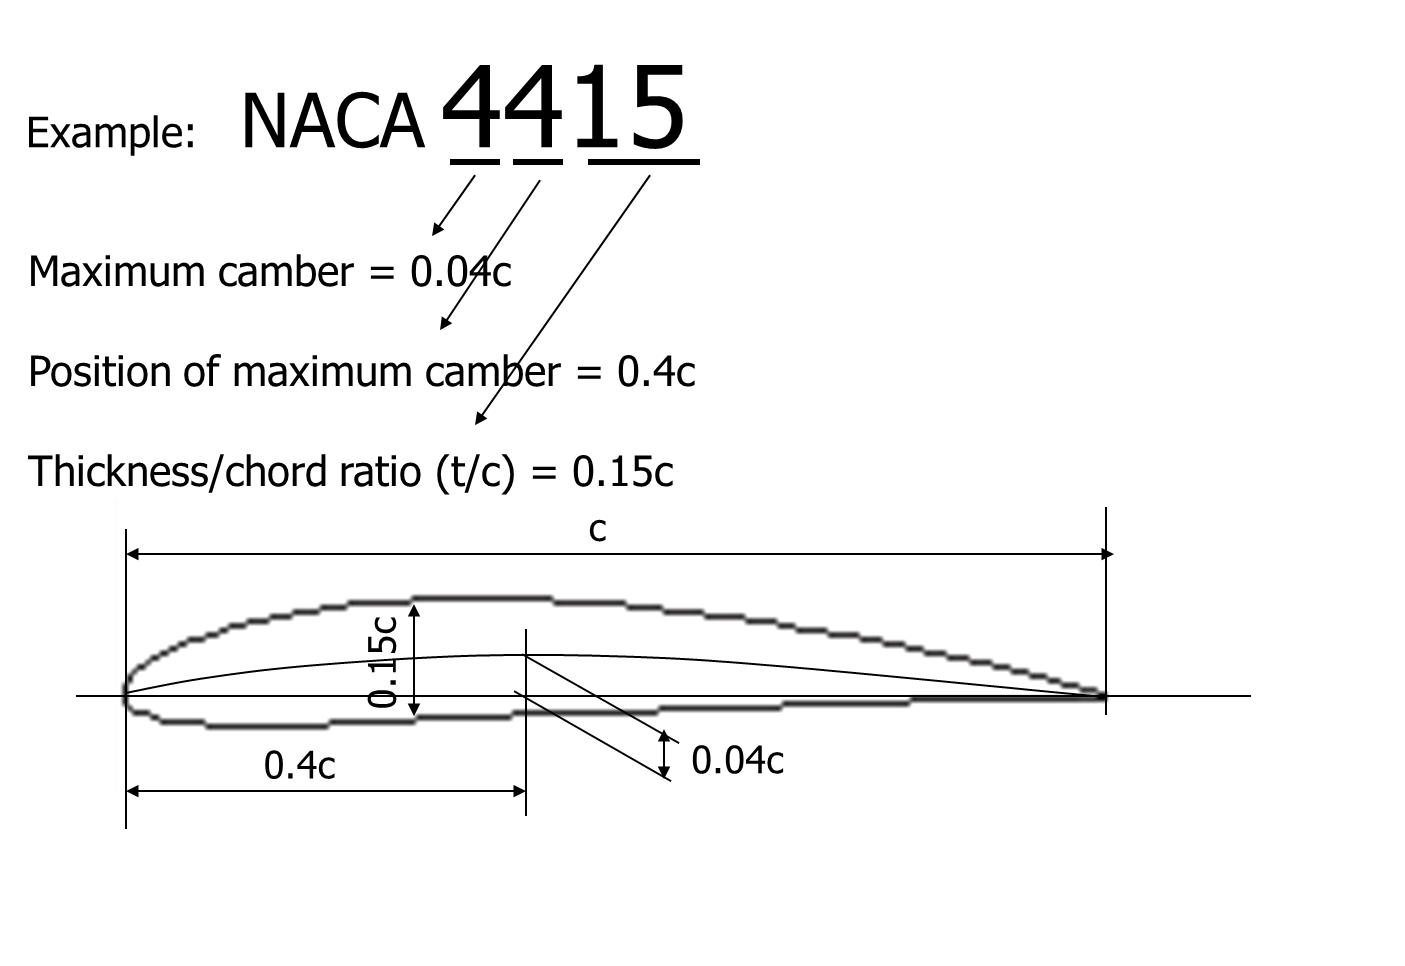 Example: NACA 4415
Maximum camber = 0.04c
Position of maximum camber = 0.4c
Thickness/chord ratio (t/c) = 0.15c
c
0.15c
0.4c
0.04c